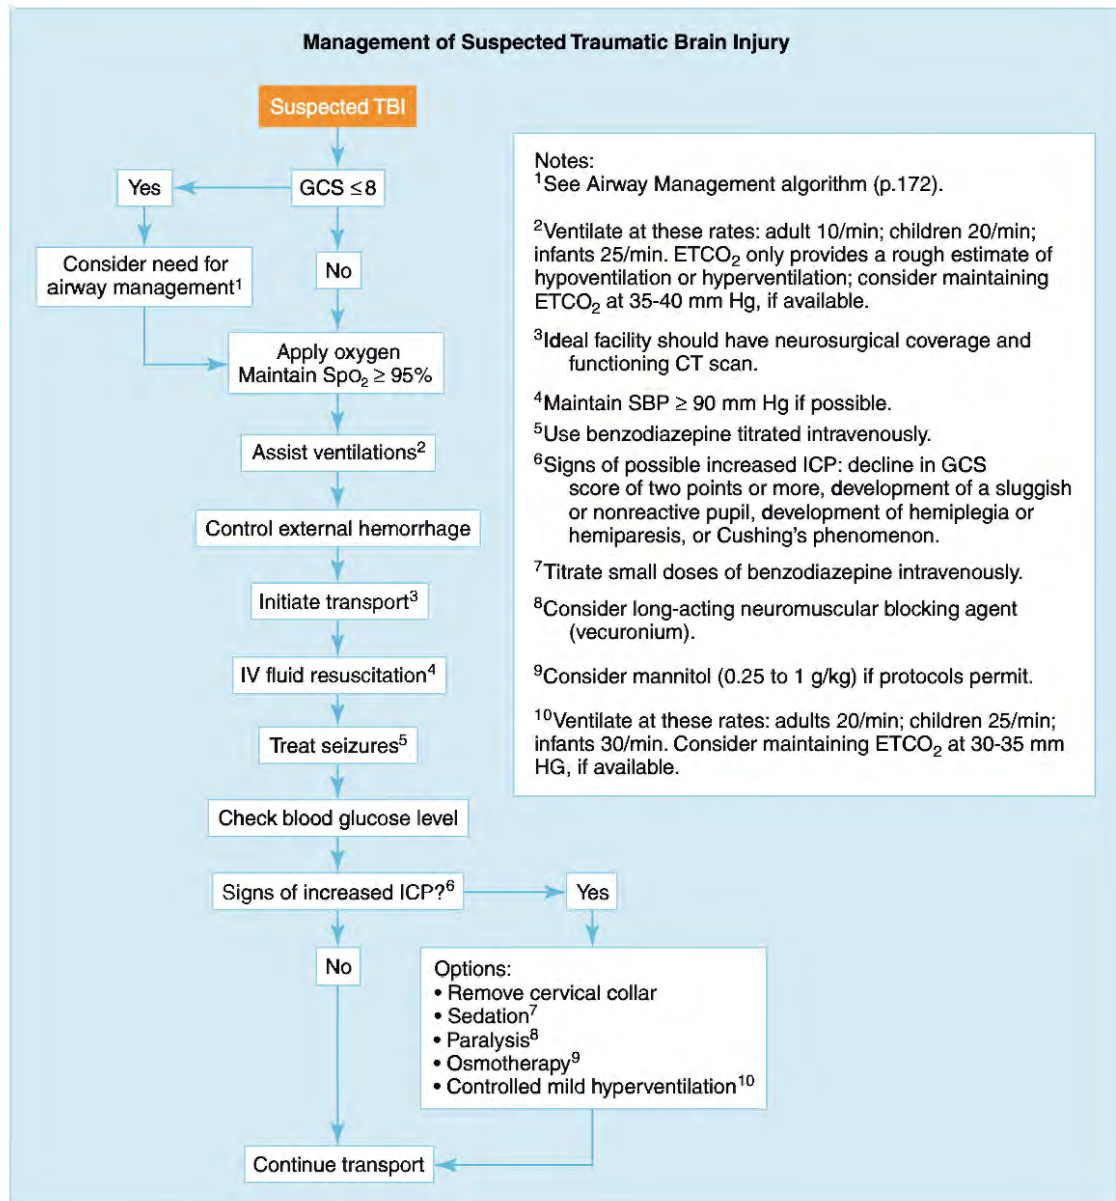 Management of Suspected Traumatic Brain Injury
Suspected TBI
Yes
GCS ≤8
Consider need for
airway management¹
No
Apply oxygen
Maintain SpO₂ ≥ 95%
Assist ventilations²
Control external hemorrhage
Initiate transport³
IV fluid resuscitation⁴
Treat seizures⁵
Check blood glucose level
Signs of increased ICP?⁶
Yes
No
Options:
• Remove cervical collar
• Sedation⁷
• Paralysis⁸
• Osmotherapy⁹
• Controlled mild hyperventilation¹⁰
Continue transport
Notes:
¹See Airway Management algorithm (p.172).
²Ventilate at these rates: adult 10/min; children 20/min;
infants 25/min. ETCO₂ only provides a rough estimate of
hypoventilation or hyperventilation; consider maintaining
ETCO₂ at 35-40 mm Hg, if available.
³Ideal facility should have neurosurgical coverage and
functioning CT scan.
⁴Maintain SBP ≥ 90 mm Hg if possible.
⁵Use benzodiazepine titrated intravenously.
⁶Signs of possible increased ICP: decline in GCS
score of two points or more, development of a sluggish
or nonreactive pupil, development of hemiplegia or
hemiparesis, or Cushing's phenomenon.
⁷Titrate small doses of benzodiazepine intravenously.
⁸Consider long-acting neuromuscular blocking agent
(vecuronium).
⁹Consider mannitol (0.25 to 1 g/kg) if protocols permit.
¹⁰Ventilate at these rates: adults 20/min; children 25/min;
infants 30/min. Consider maintaining ETCO₂ at 30-35 mm
HG, if available.